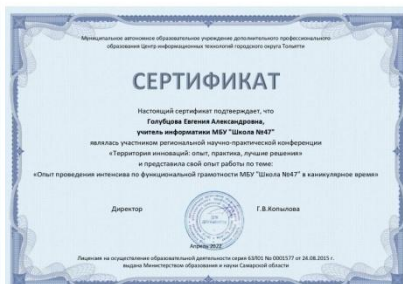 Муниципальное автономное образовательное учреждение дополнительного профессионального
образования Центр информационных технологий городского округа Тольятти
СЕРТИФИКАТ
Настоящий сертификат подтверждает, что
Голубцова Евгения Александровна,
учитель информатики МБУ "Школа №47"
являлась участником региональной научно-практической конференции
«Территория инноваций: опыт, практика, лучшие решения»
и представила свой опыт работы по теме:
«Опыт проведения интенсива по функциональной грамотности МБУ "Школа №47" в каникулярное время»
Директор Г.В.Копылова
Апрель 2022
Лицензия на осуществление образовательной деятельности серия 63Л01 № 0001577 от 24.08.2015 г.
выдана Министерством образования и науки Самарской области